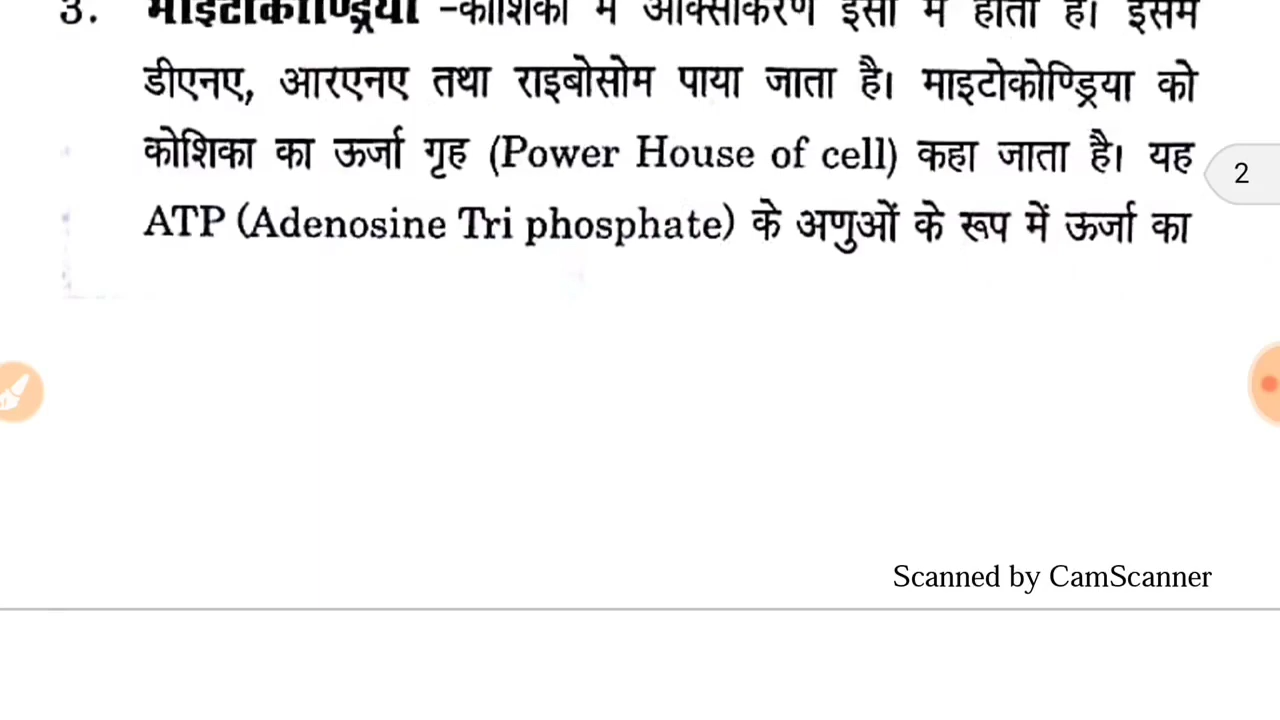 3. माइटोकोण्ड्रिया -कोशिका में ऑक्सीकरण इसी में होता है। इसमें
डीएनए, आरएनए तथा राइबोसोम पाया जाता है। माइटोकोण्ड्रिया को
कोशिका का ऊर्जा गृह (Power House of cell) कहा जाता है। यह
2
ATP (Adenosine Tri phosphate) के अणुओं के रूप में ऊर्जा का
Scanned by CamScanner